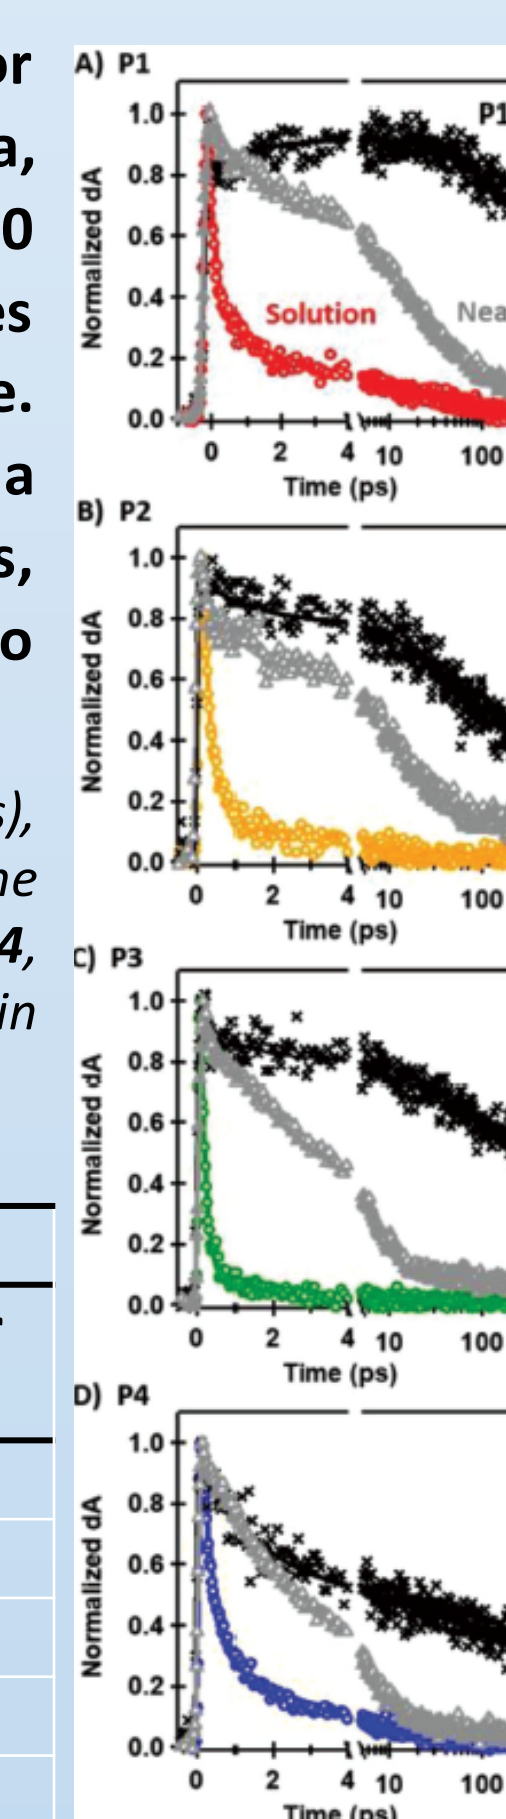 or
a,
0
es
e.
a
s,
o
s),
ne
4,
in
A) P1
P1
1.0
0.8
0.6
0.4
0.2
0.0
Normalized dA
Solution
Nea
0 2 4 10 100
Time (ps)
B) P2
1.0
0.8
0.6
0.4
0.2
0.0
Normalized dA
0 2 4 10 100
Time (ps)
C) P3
1.0
0.8
0.6
0.4
0.2
0.0
Normalized dA
0 2 4 10 100
Time (ps)
D) P4
1.0
0.8
0.6
0.4
0.2
0.0
Normalized dA
0 2 4 10 100
Time (ps)